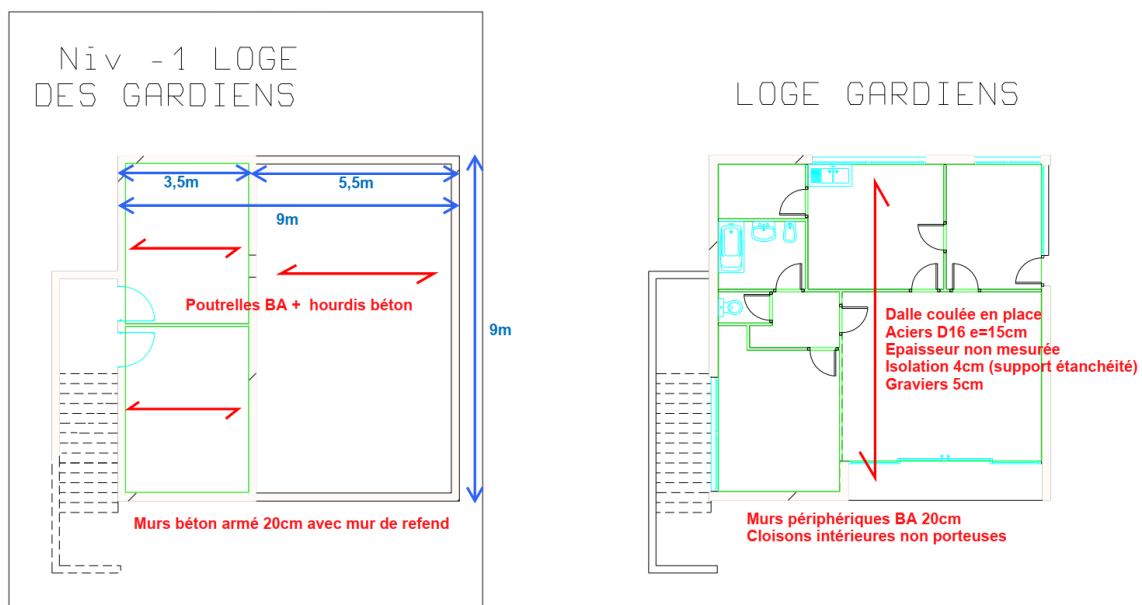 Niv -1 LOGE
DES GARDIENS
3,5m
5,5m
9m
9m
Poutrelles BA + hourdis béton
Murs béton armé 20cm avec mur de refend
LOGE GARDIENS
Dalle coulée en place
Aciers D16 e=15cm
Epaisseur non mesurée
Isolation 4cm (support étanchéité)
Graviers 5cm
Murs périphériques BA 20cm
Cloisons intérieures non porteuses